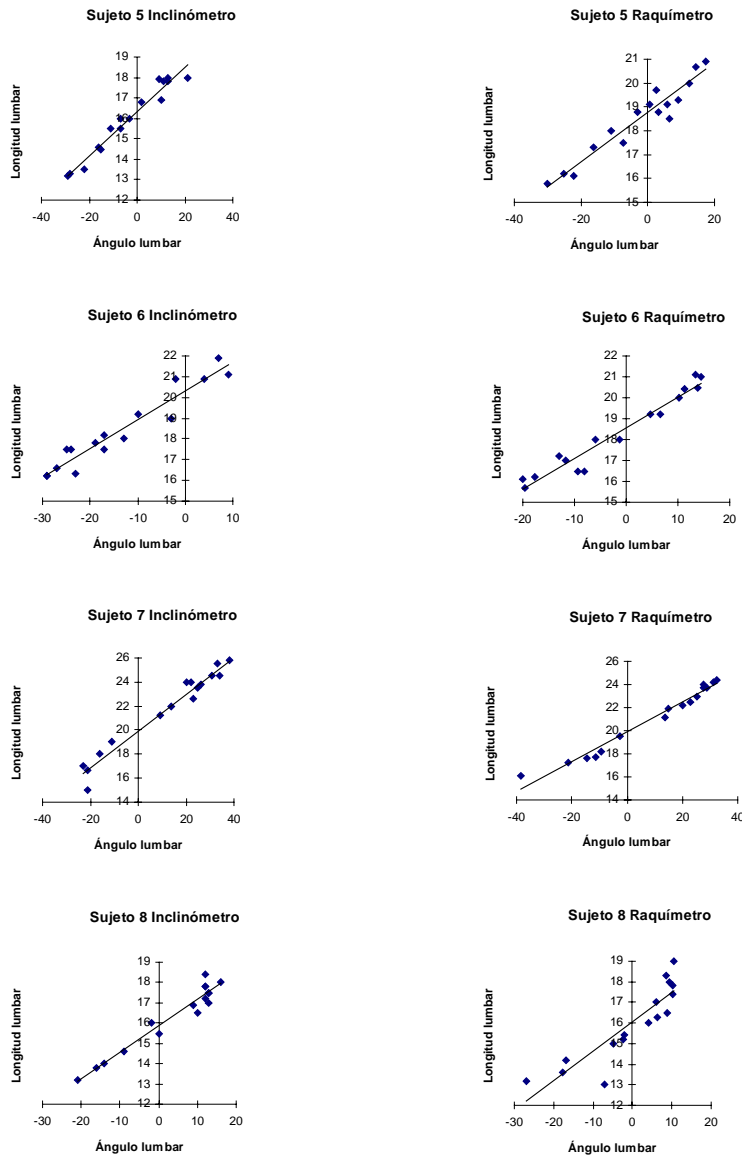 Sujeto 5 Inclinómetro
Longitud lumbar
19
18
17
16
15
14
13
12
-40 -20 0 20 40
Ángulo lumbar
Sujeto 5 Raquímetro
Longitud lumbar
21
20
19
18
17
16
15
-40 -20 0 20
Ángulo lumbar
Sujeto 6 Inclinómetro
Longitud lumbar
22
21
20
19
18
17
16
15
-30 -20 -10 0 10
Ángulo lumbar
Sujeto 6 Raquímetro
Longitud lumbar
22
21
20
19
18
17
16
15
-20 -10 0 10 20
Ángulo lumbar
Sujeto 7 Inclinómetro
Longitud lumbar
26
24
22
20
18
16
14
-40 -20 0 20 40
Ángulo lumbar
Sujeto 7 Raquímetro
Longitud lumbar
26
24
22
20
18
16
14
-40 -20 0 20 40
Ángulo lumbar
Sujeto 8 Inclinómetro
Longitud lumbar
19
18
17
16
15
14
13
12
-30 -20 -10 0 10 20
Ángulo lumbar
Sujeto 8 Raquímetro
Longitud lumbar
19
18
17
16
15
14
13
12
-30 -20 -10 0 10 20
Ángulo lumbar